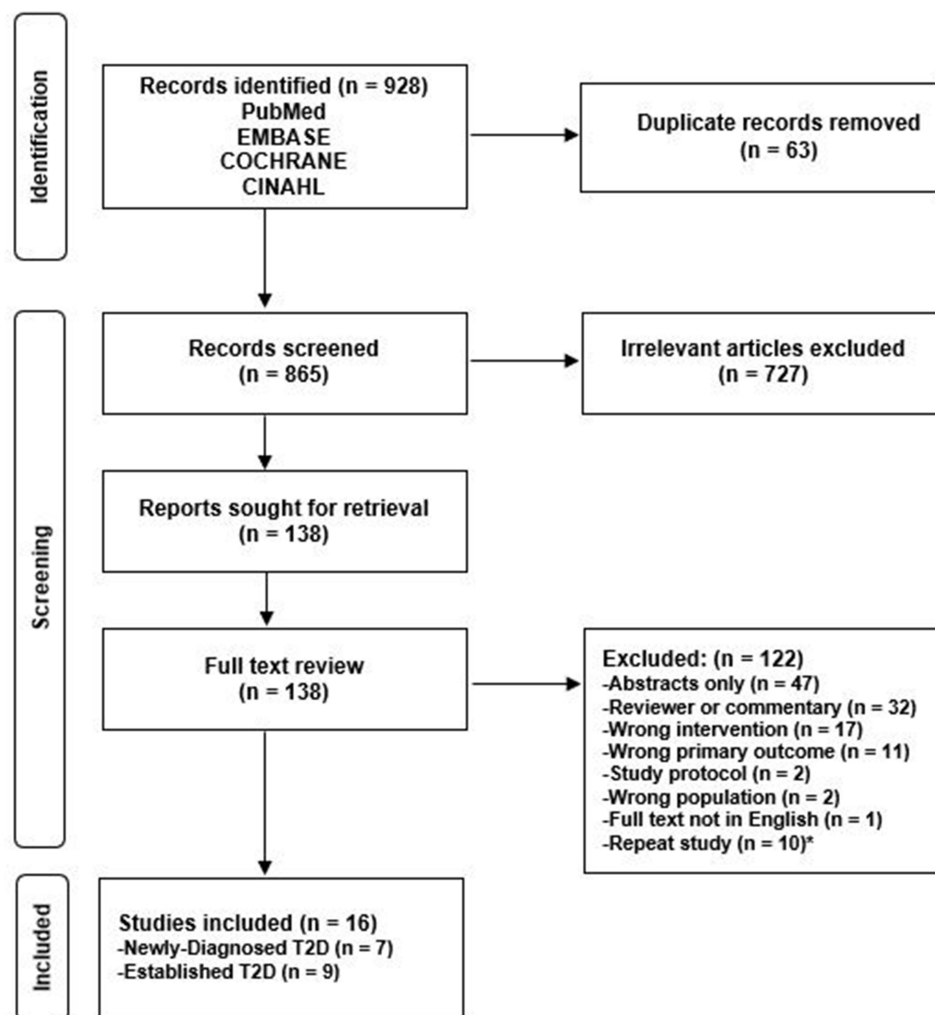 Identification
Records identified (n = 928)
PubMed
EMBASE
COCHRANE
CINAHL
Duplicate records removed
(n = 63)
Screening
Records screened
(n = 865)
Irrelevant articles excluded
(n = 727)
Reports sought for retrieval
(n = 138)
Full text review
(n = 138)
Excluded: (n = 122)
-Abstracts only (n = 47)
-Reviewer or commentary (n = 32)
-Wrong intervention (n = 17)
-Wrong primary outcome (n = 11)
-Study protocol (n = 2)
-Wrong population (n = 2)
-Full text not in English (n = 1)
-Repeat study (n = 10)*
Included
Studies included (n = 16)
-Newly-Diagnosed T2D (n = 7)
-Established T2D (n = 9)